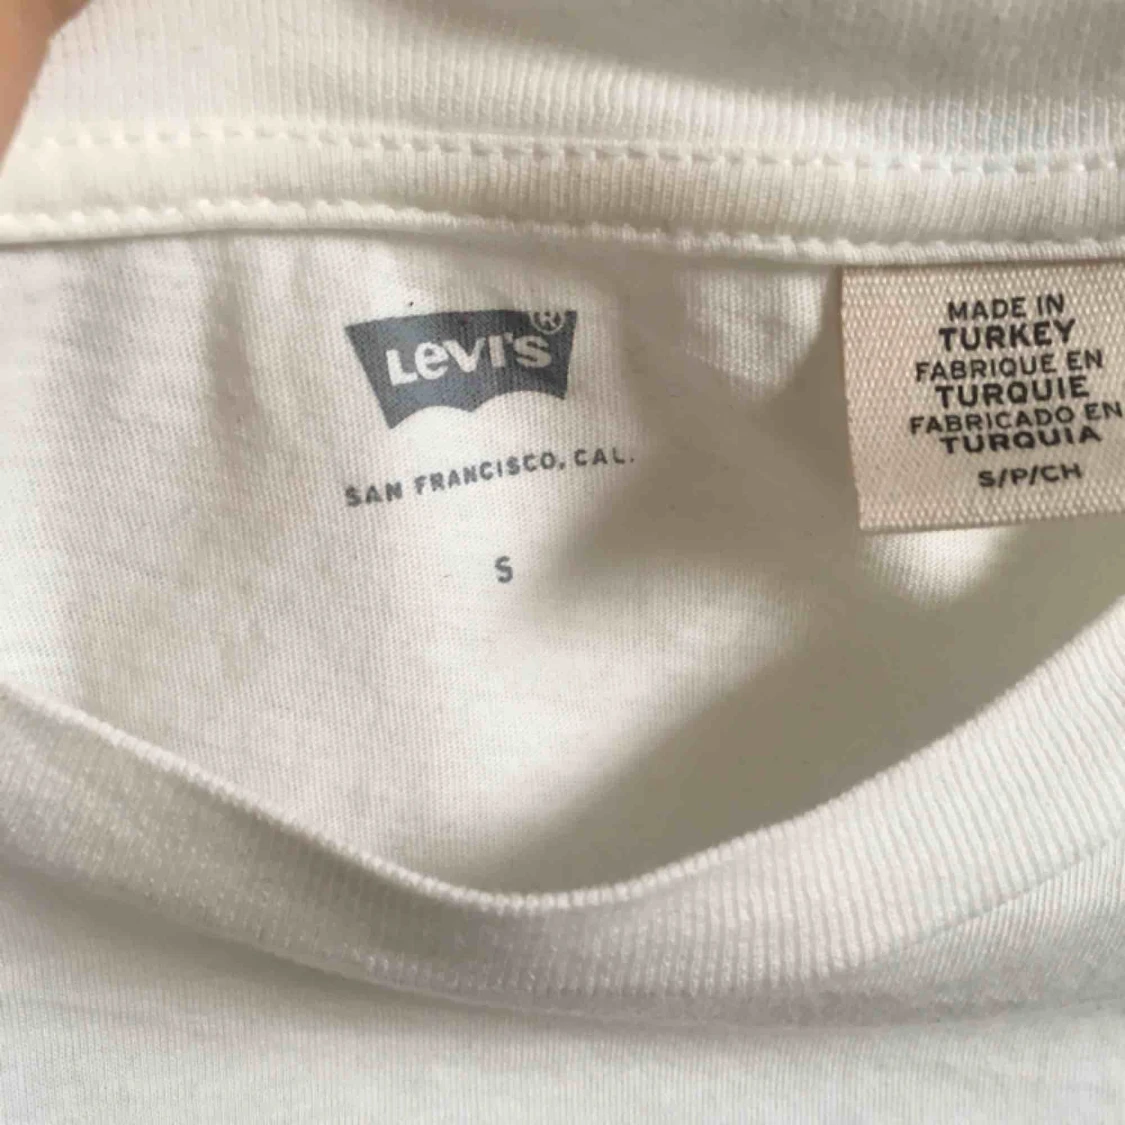 Levi's®
SAN FRANCISCO, CAL.
S
MADE IN
TURKEY
FABRIQUE EN
TURQUIE
FABRICADO EN
TURQUIA
S/P/CH